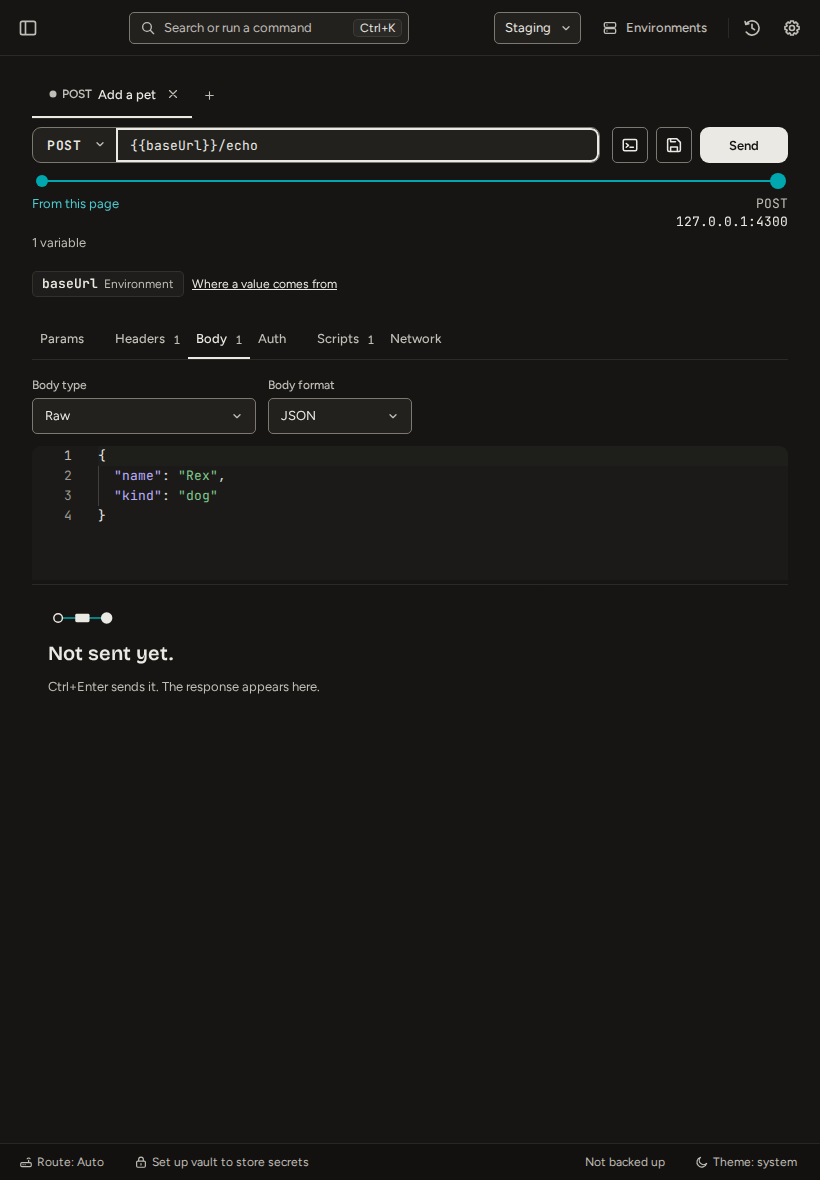 Search or run a command Ctrl+K Staging Environments
POST Add a pet
POST {{baseUrl}}/echo Send
From this page POST
127.0.0.1:4300
1 variable
baseUrl Environment Where a value comes from
Params Headers 1 Body 1 Auth Scripts 1 Network
Body type Body format
Raw JSON
1 {
2 "name": "Rex",
3 "kind": "dog"
4 }
Not sent yet.
Ctrl+Enter sends it. The response appears here.
Route: Auto Set up vault to store secrets Not backed up Theme: system